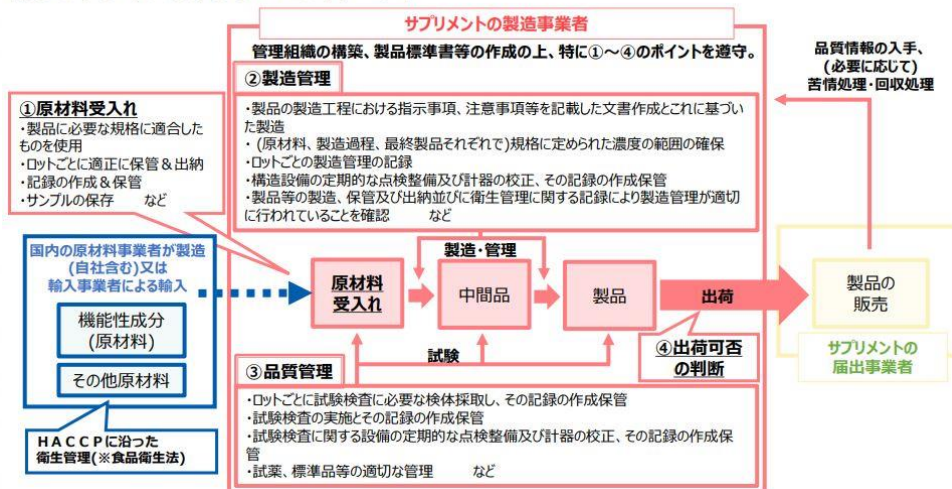 サプリメントの製造事業者
管理組織の構築、製品標準書等の作成の上、特に①～④のポイントを遵守。
品質情報の入手、
(必要に応じて)
苦情処理・回収処理
②製造管理
・製品の製造工程における指示事項、注意事項等を記載した文書作成とこれに基づい
た製造
・ (原材料、製造過程、最終製品それぞれで)規格に定められた濃度の範囲の確保
・ロットごとの製造管理の記録
・構造設備の定期的な点検整備及び計器の校正、その記録の作成保管
・製品等の製造、保管及び出納並びに衛生管理に関する記録により製造管理が適切
に行われていることを確認 など
①原材料受入れ
・製品に必要な規格に適合した
ものを使用
・ロットごとに適正に保管＆出納
・記録の作成＆保管
・サンプルの保存 など
国内の原材料事業者が製造
(自社含む)又は
輸入事業者による輸入
機能性成分
(原材料)
その他原材料
HACCPに沿った
衛生管理(※食品衛生法)
製造・管理
原材料
受入れ
中間品
製品
出荷
製品の
販売
サプリメントの
届出事業者
試験
④出荷可否
の判断
③品質管理
・ロットごとに試験検査に必要な検体採取し、その記録の作成保管
・試験検査の実施とその記録の作成保管
・試験検査に関する設備の定期的な点検整備及び計器の校正、その記録の作成保
管
・試薬、標準品等の適切な管理 など